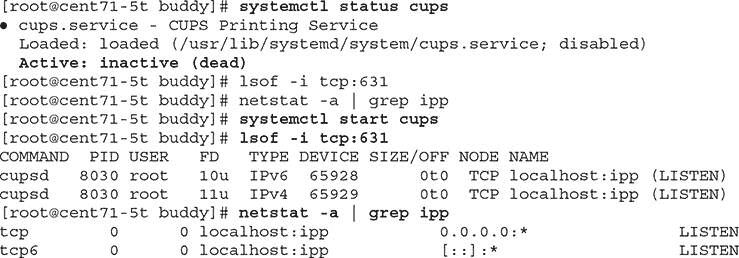 [root@cent71-5t buddy]# systemctl status cups
● cups.service - CUPS Printing Service
  Loaded: loaded (/usr/lib/systemd/system/cups.service; disabled)
  Active: inactive (dead)
[root@cent71-5t buddy]# lsof -i tcp:631
[root@cent71-5t buddy]# netstat -a | grep ipp
[root@cent71-5t buddy]# systemctl start cups
[root@cent71-5t buddy]# lsof -i tcp:631
COMMAND  PID USER   FD   TYPE DEVICE SIZE/OFF NODE NAME
cupsd   8030 root   10u  IPv6  65928      0t0  TCP localhost:ipp (LISTEN)
cupsd   8030 root   11u  IPv4  65929      0t0  TCP localhost:ipp (LISTEN)
[root@cent71-5t buddy]# netstat -a | grep ipp
tcp        0      0 localhost:ipp           0.0.0.0:*               LISTEN
tcp6       0      0 localhost:ipp           [::]:*                  LISTEN